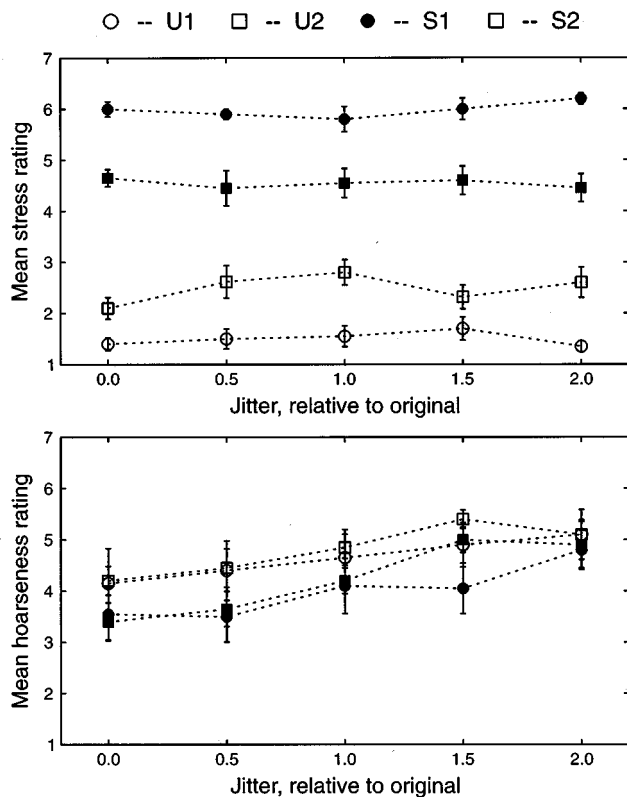 -- U1 -- U2 -- S1 -- S2
7
6
5
4
3
2
1
Mean stress rating
0.0 0.5 1.0 1.5 2.0
Jitter, relative to original
7
6
5
4
3
2
1
Mean hoarseness rating
0.0 0.5 1.0 1.5 2.0
Jitter, relative to original